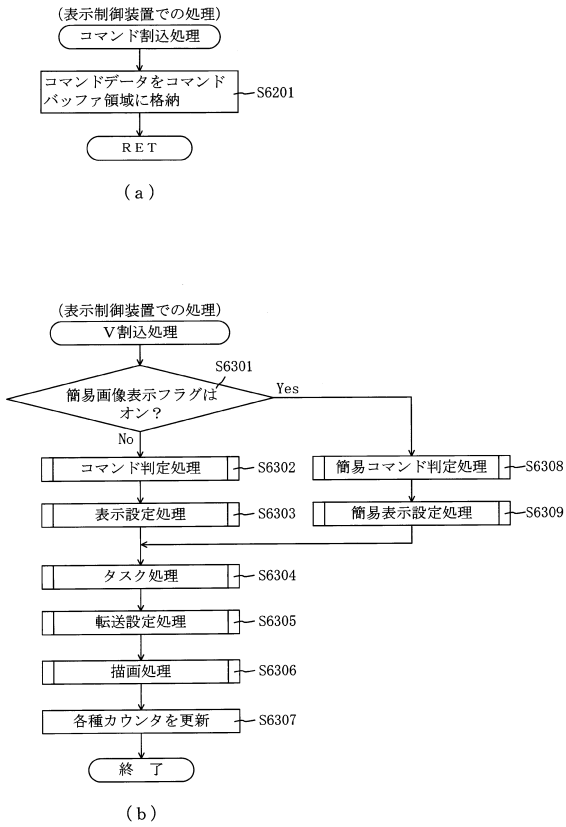 (表示制御装置での処理)
コマンド割込処理
コマンドデータをコマンド
バッファ領域に格納
S6201
RET
(a)
(表示制御装置での処理)
V割込処理
S6301
簡易画像表示フラグは
オン?
Yes
No
コマンド判定処理
S6302
簡易コマンド判定処理
S6308
表示設定処理
S6303
簡易表示設定処理
S6309
タスク処理
S6304
転送設定処理
S6305
描画処理
S6306
各種カウンタを更新
S6307
終 了
(b)